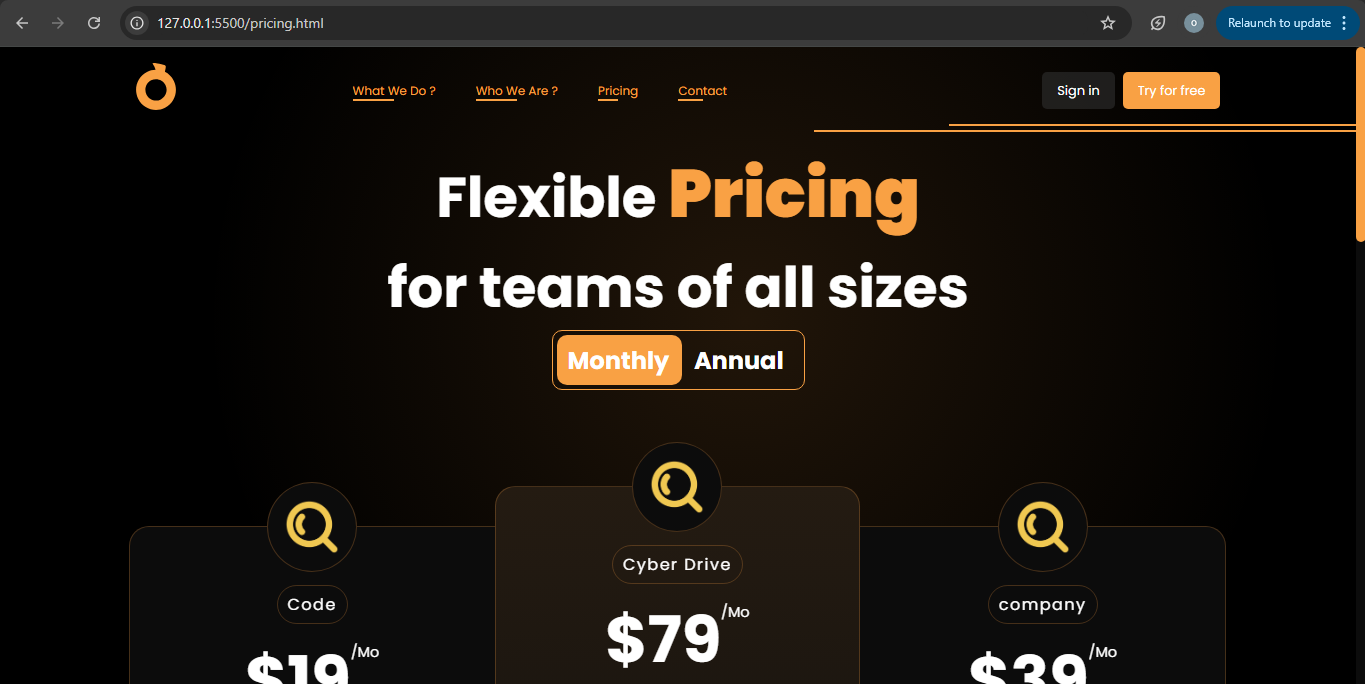 127.0.0.1:5500/pricing.html
o
Relaunch to update
What We Do ?
Who We Are ?
Pricing
Contact
Sign in
Try for free
Flexible Pricing
for teams of all sizes
Monthly
Annual
Code
$19 /Mo
Cyber Drive
$79 /Mo
company
$39 /Mo